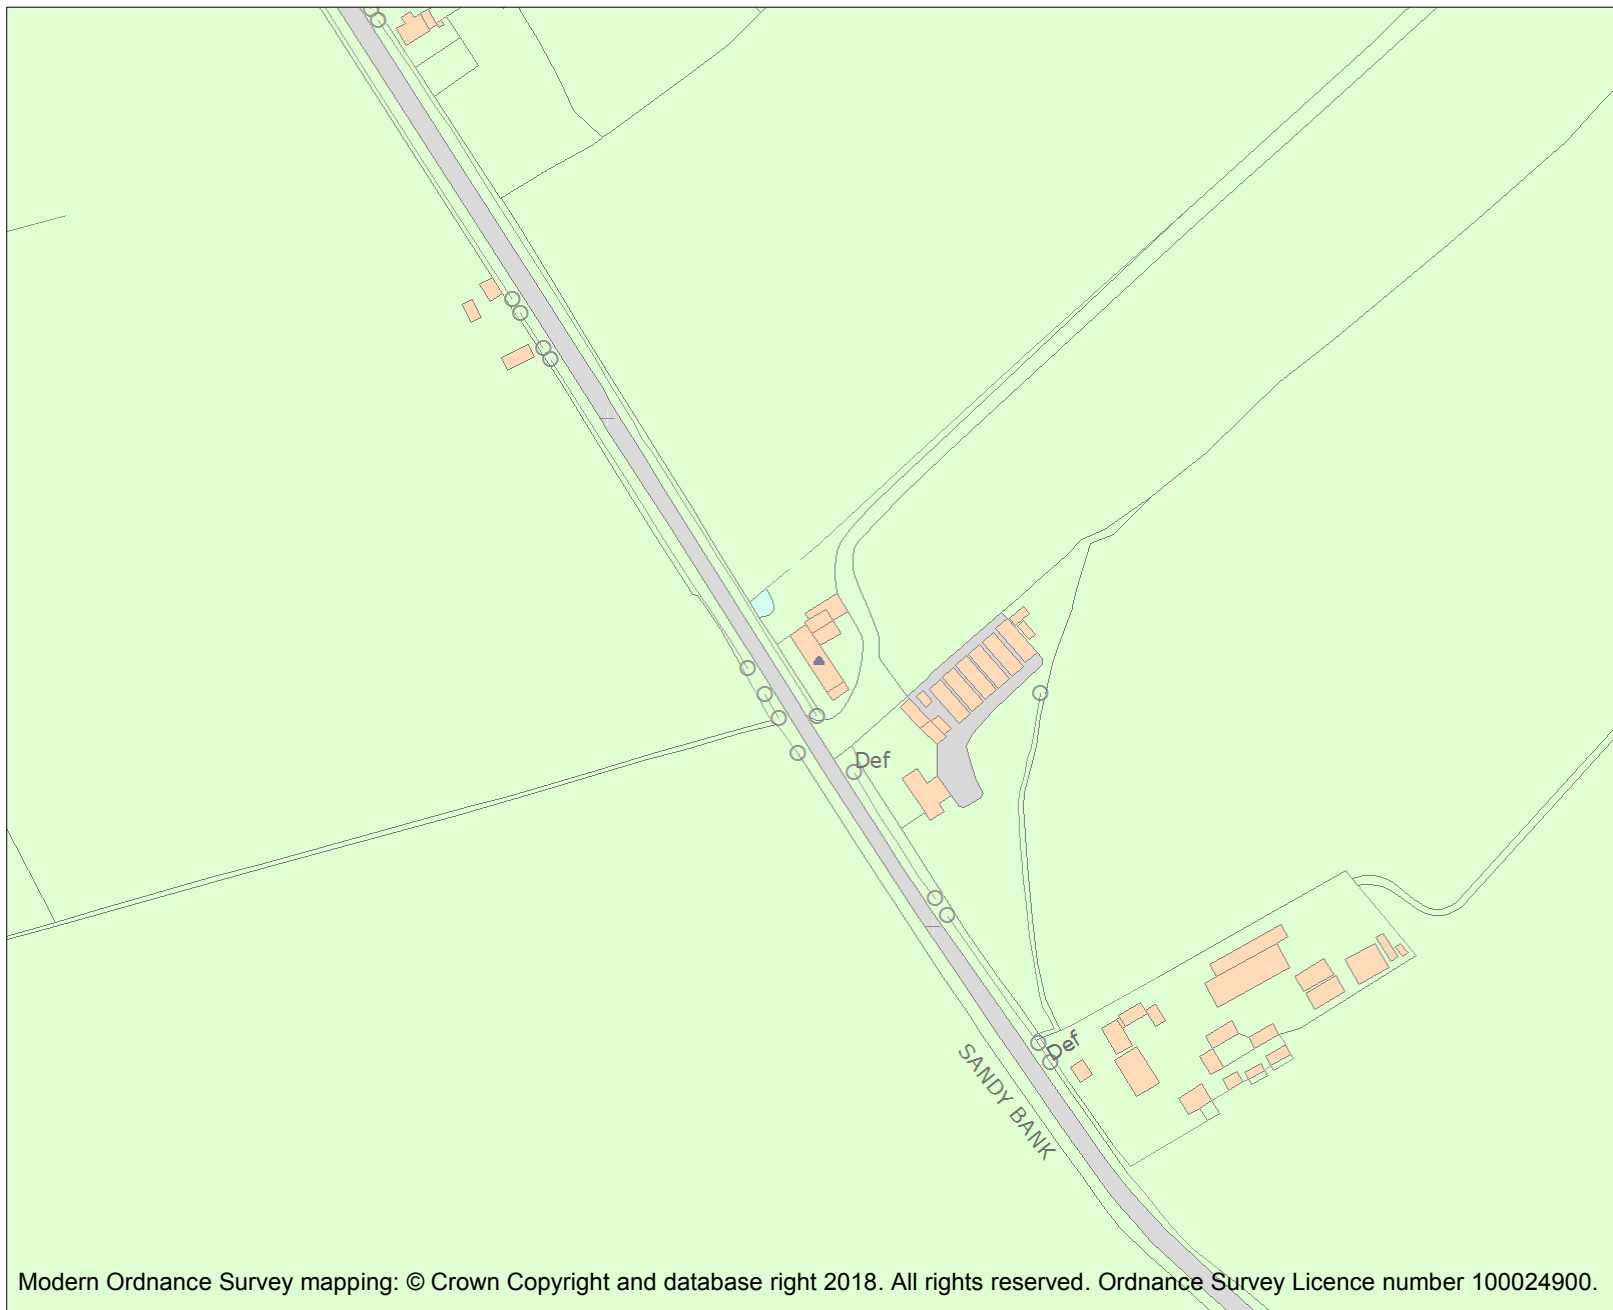 Def
Def
SANDY BANK
Modern Ordnance Survey mapping: © Crown Copyright and database right 2018. All rights reserved. Ordnance Survey Licence number 100024900.